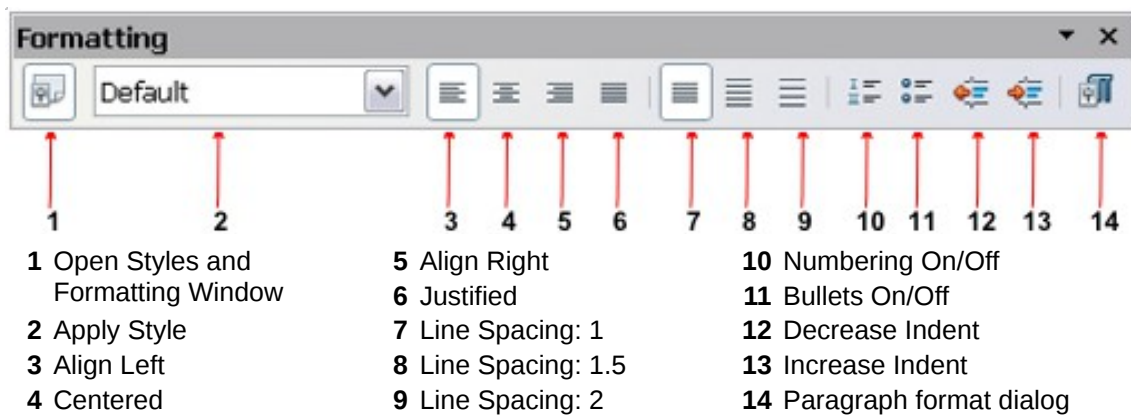 Formatting
Default
1 2 3 4 5 6 7 8 9 10 11 12 13 14
1 Open Styles and
Formatting Window
2 Apply Style
3 Align Left
4 Centered
5 Align Right
6 Justified
7 Line Spacing: 1
8 Line Spacing: 1.5
9 Line Spacing: 2
10 Numbering On/Off
11 Bullets On/Off
12 Decrease Indent
13 Increase Indent
14 Paragraph format dialog